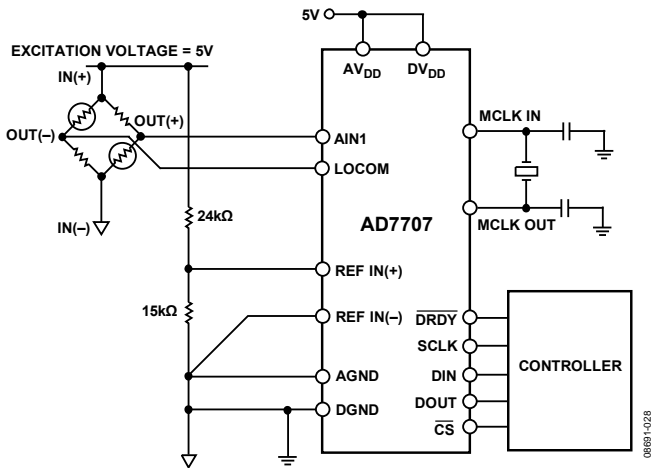 5V
EXCITATION VOLTAGE = 5V
IN(+)
AVDD
DVDD
OUT(–)
OUT(+)
MCLK IN
AIN1
LOCOM
IN(–)
24kΩ
AD7707
MCLK OUT
REF IN(+)
15kΩ
REF IN(–)
DRDY
SCLK
CONTROLLER
AGND
DIN
DGND
DOUT
CS
08691-028